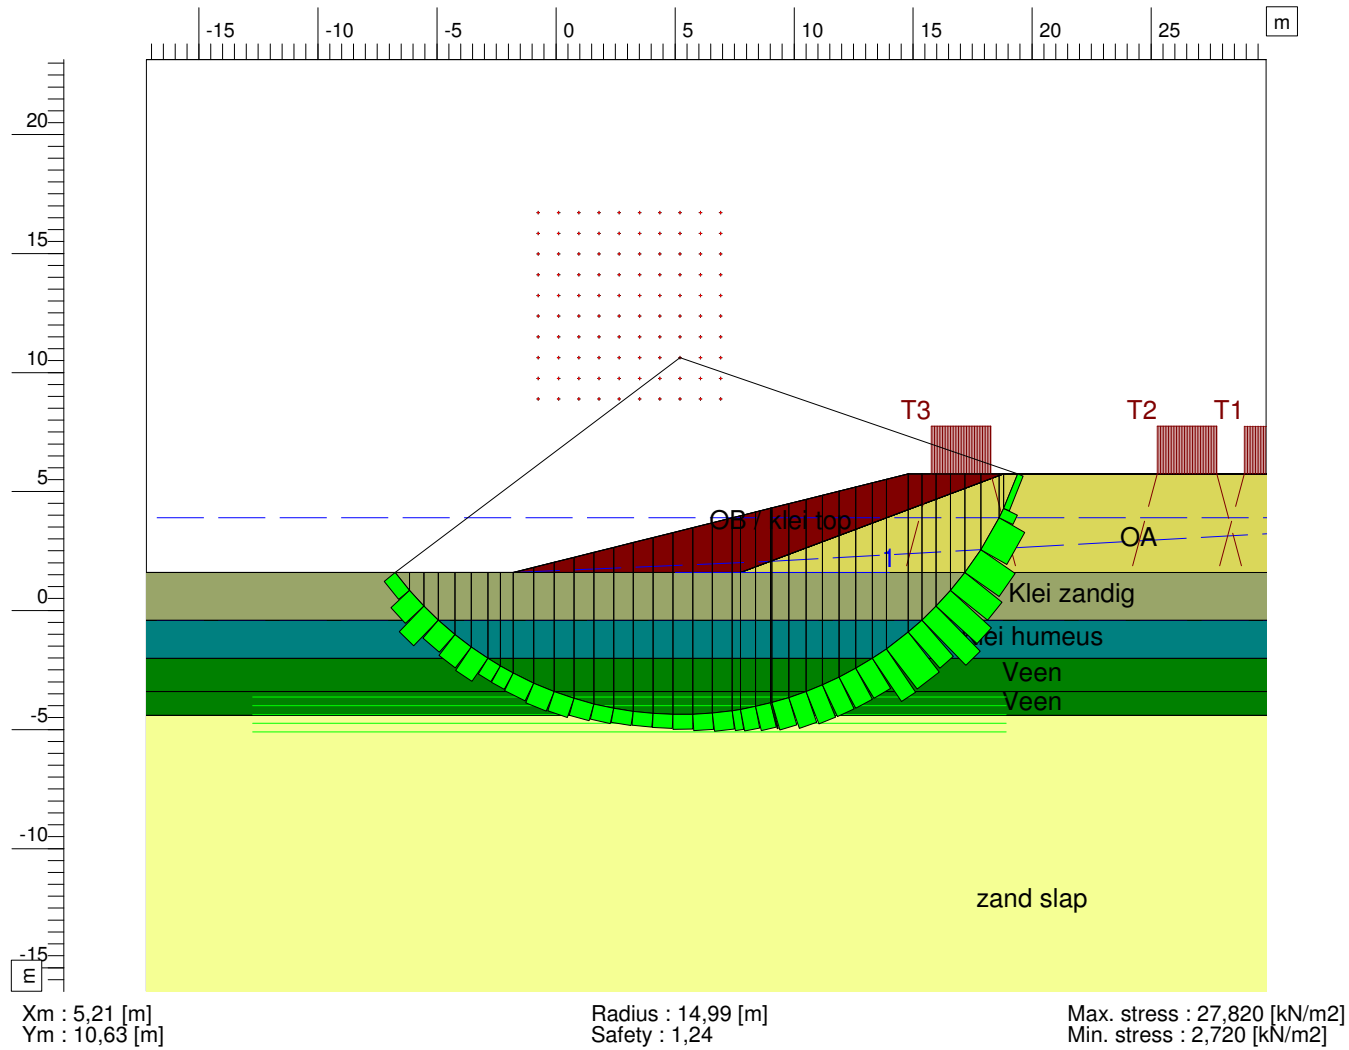 -15 -10 -5 0 5 10 15 20 25 m
20
15
10
T3 T2 T1
5
OB / klei top
OA
1
0
Klei zandig
lei humeus
Veen
Veen
-5
-10
zand slap
-15
m
Xm : 5,21 [m] Radius : 14,99 [m] Max. stress : 27,820 [kN/m2]
Ym : 10,63 [m] Safety : 1,24 Min. stress : 2,720 [kN/m2]